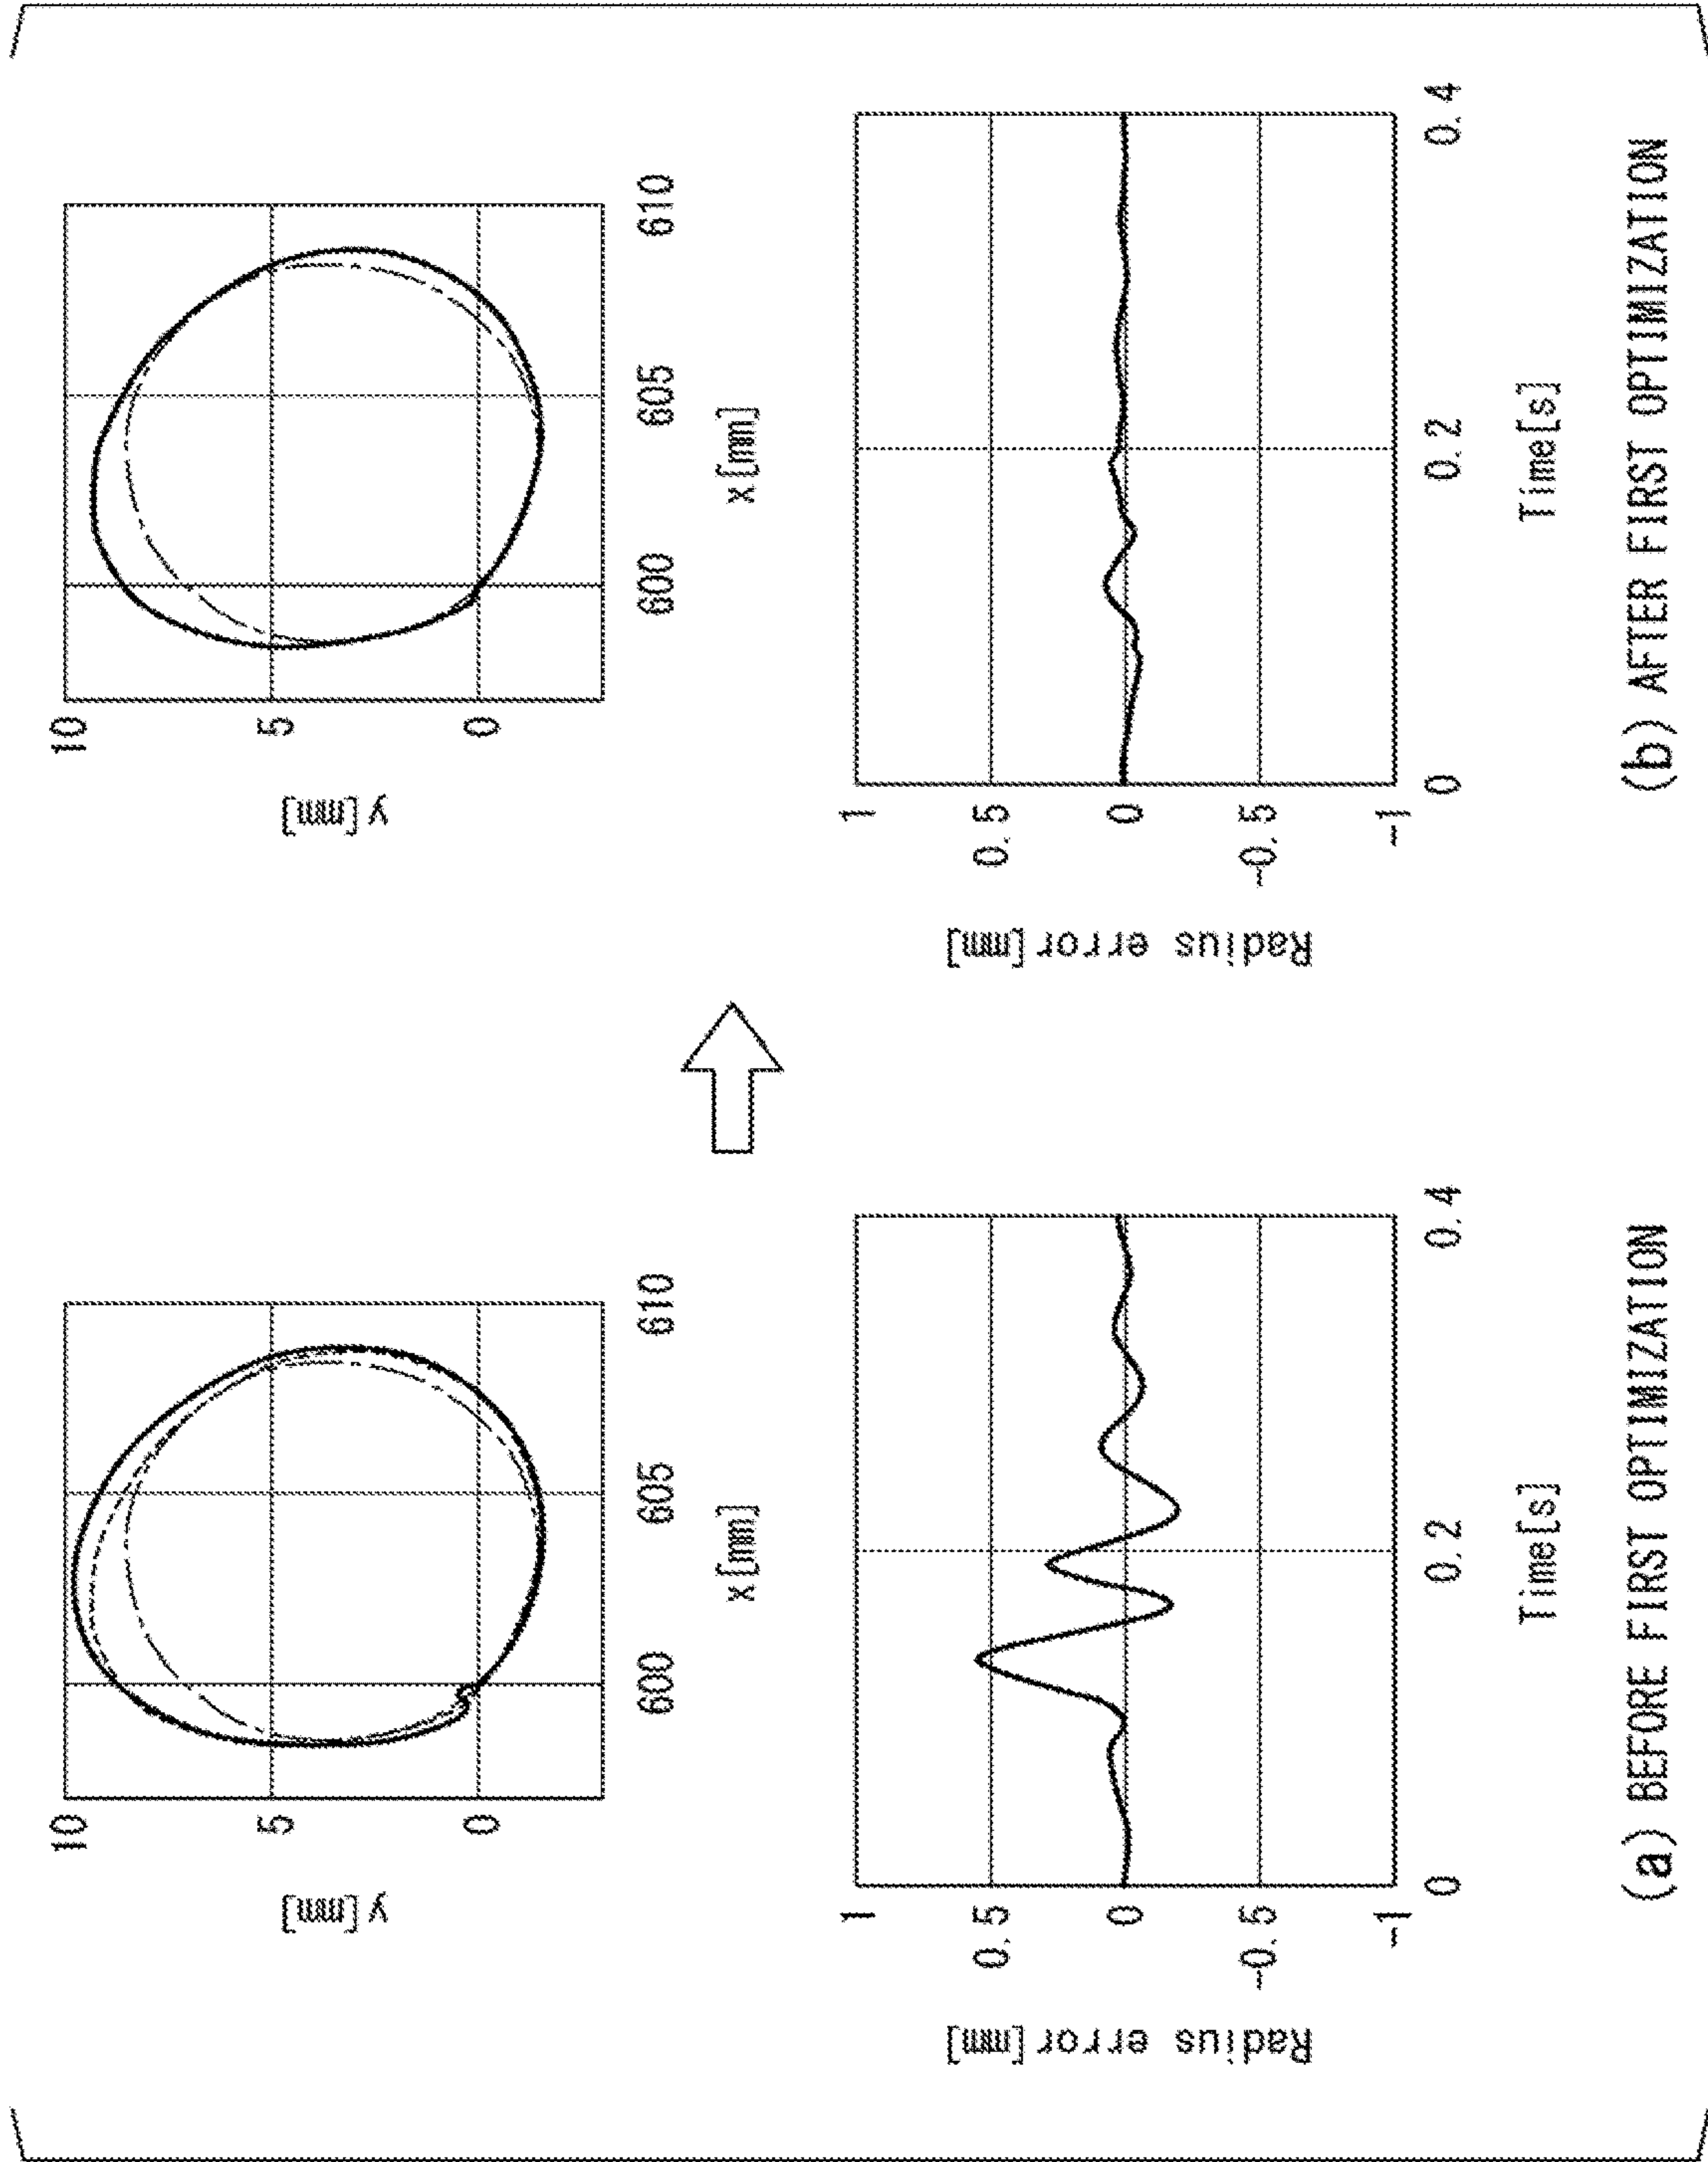 10
5
0
y[mm]
600
605
610
x[mm]
1
0.5
0
-0.5
-1
Radius error[mm]
0
0.2
0.4
Time[s]
(a) BEFORE FIRST OPTIMIZATION
10
5
0
y[mm]
600
605
610
x[mm]
1
0.5
0
-0.5
-1
Radius error[mm]
0
0.2
0.4
Time[s]
(b) AFTER FIRST OPTIMIZATION